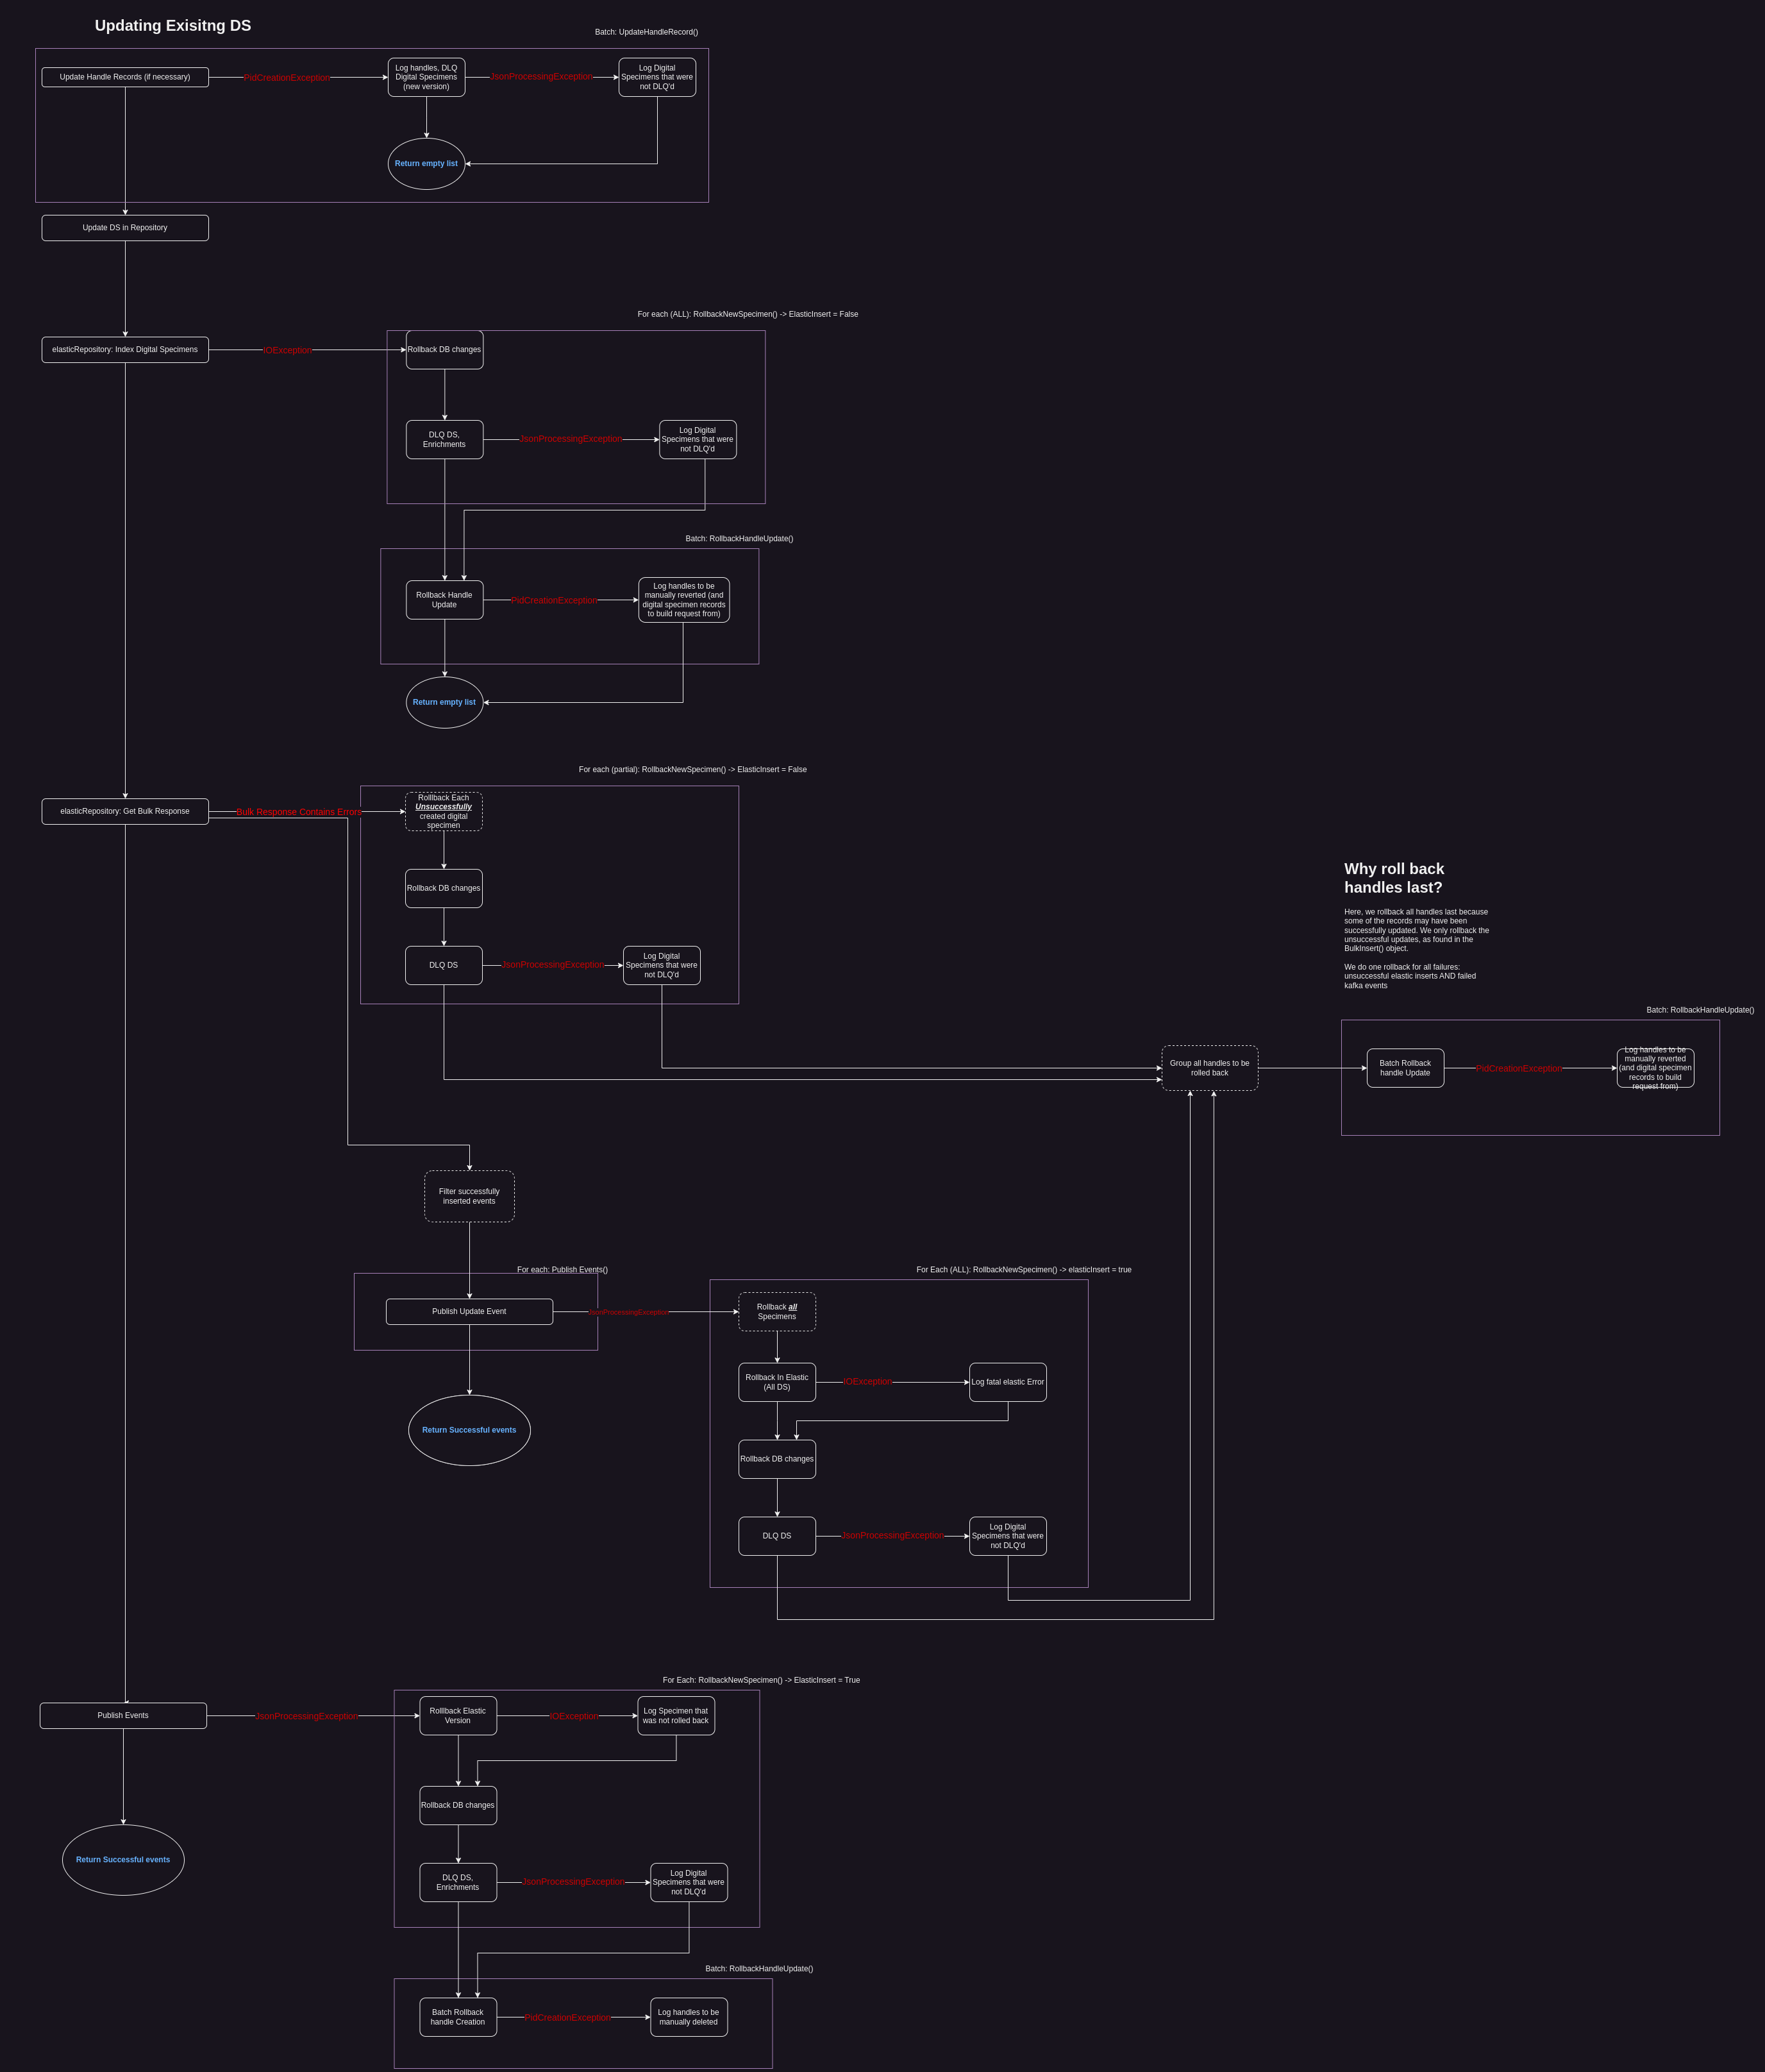 Updating Exisitng DS
Batch: UpdateHandleRecord()
Update Handle Records (if necessary)
PidCreationException
Log handles, DLQ
Digital Specimens
(new version)
JsonProcessingException
Log Digital
Specimens that were
not DLQ'd
Return empty list
Update DS in Repository
For each (ALL): RollbackNewSpecimen() -> ElasticInsert = False
elasticRepository: Index Digital Specimens
IOException
Rollback DB changes
DLQ DS,
Enrichments
JsonProcessingException
Log Digital
Specimens that were
not DLQ'd
Batch: RollbackHandleUpdate()
Rollback Handle
Update
PidCreationException
Log handles to be
manually reverted (and
digital specimen records
to build request from)
Return empty list
For each (partial): RollbackNewSpecimen() -> ElasticInsert = False
elasticRepository: Get Bulk Response
Bulk Response Contains Errors
Rolllback Each
Unsuccessfully
created digital
specimen
Rollback DB changes
DLQ DS
JsonProcessingException
Log Digital
Specimens that were
not DLQ'd
Why roll back
handles last?
Here, we rollback all handles last because
some of the records may have been
successfully updated. We only rollback the
unsuccessful updates, as found in the
BulkInsert() object.
We do one rollback for all failures:
unsuccessful elastic inserts AND failed
kafka events
Batch: RollbackHandleUpdate()
Group all handles to be
rolled back
Batch Rollback
handle Update
PidCreationException
Log handles to be
manually reverted
(and digital specimen
records to build
request from)
Filter successfully
inserted events
For each: Publish Events()
Publish Update Event
JsonProcessingException
For Each (ALL): RollbackNewSpecimen() -> elasticInsert = true
Rollback all
Specimens
Rollback In Elastic
(All DS)
IOException
Log fatal elastic Error
Return Successful events
Rollback DB changes
DLQ DS
JsonProcessingException
Log Digital
Specimens that were
not DLQ'd
For Each: RollbackNewSpecimen() -> ElasticInsert = True
Publish Events
JsonProcessingException
Rolllback Elastic
Version
IOException
Log Specimen that
was not rolled back
Rollback DB changes
Return Successful events
DLQ DS,
Enrichments
JsonProcessingException
Log Digital
Specimens that were
not DLQ'd
Batch: RollbackHandleUpdate()
Batch Rollback
handle Creation
PidCreationException
Log handles to be
manually deleted